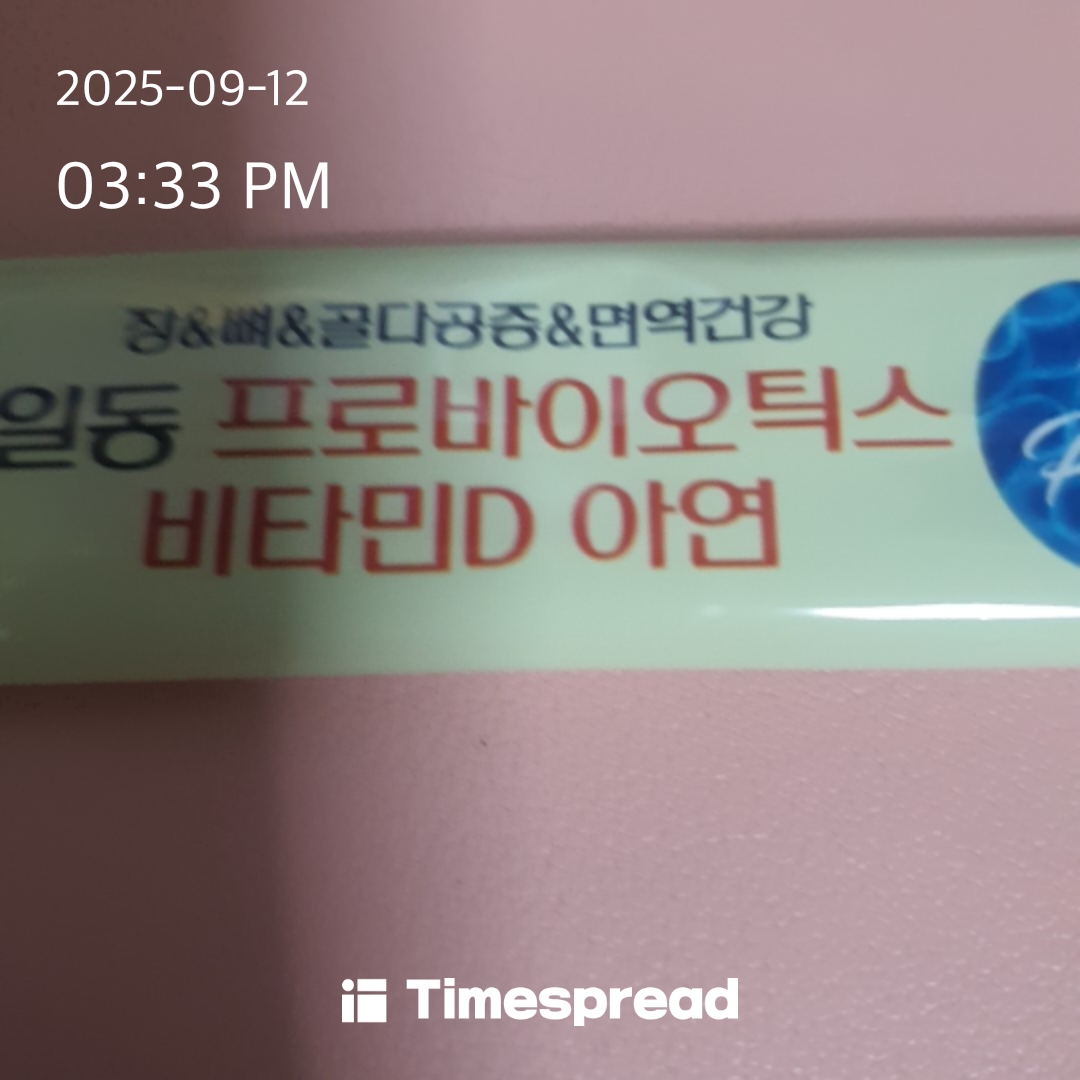 2025-09-12
03:33 PM
장&뼈&골다공증&면역건강
일동 프로바이오틱스
비타민D 아연
Timespread